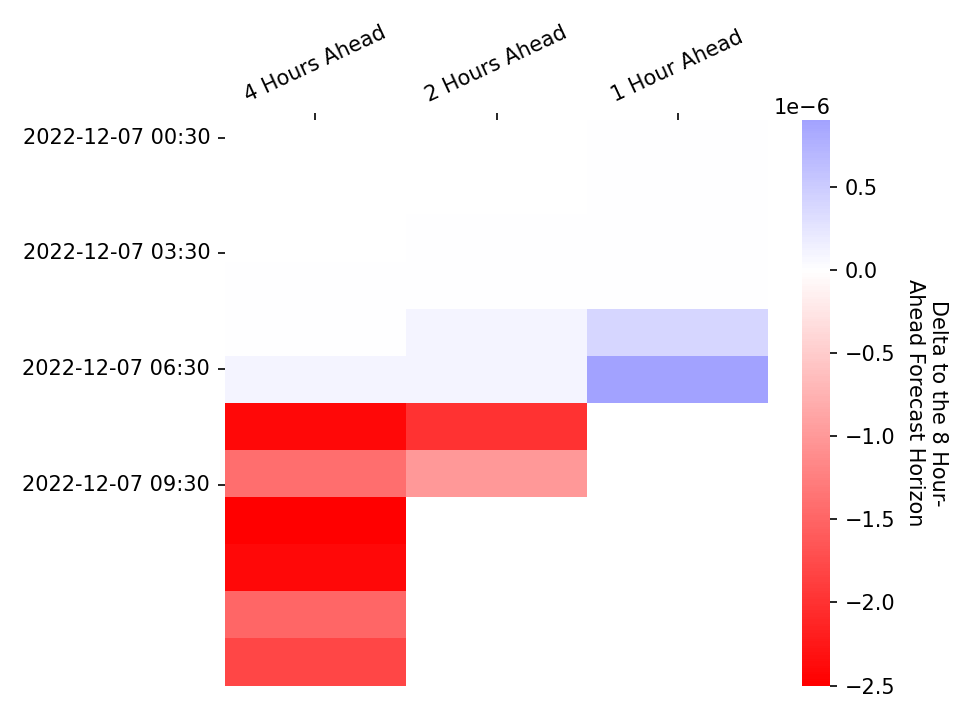 4 Hours Ahead
2 Hours Ahead
1 Hour Ahead
1e−6
2022-12-07 00:30
2022-12-07 03:30
2022-12-07 06:30
2022-12-07 09:30
0.5
0.0
−0.5
−1.0
−1.5
−2.0
−2.5
Delta to the 8 Hour-
Ahead Forecast Horizon